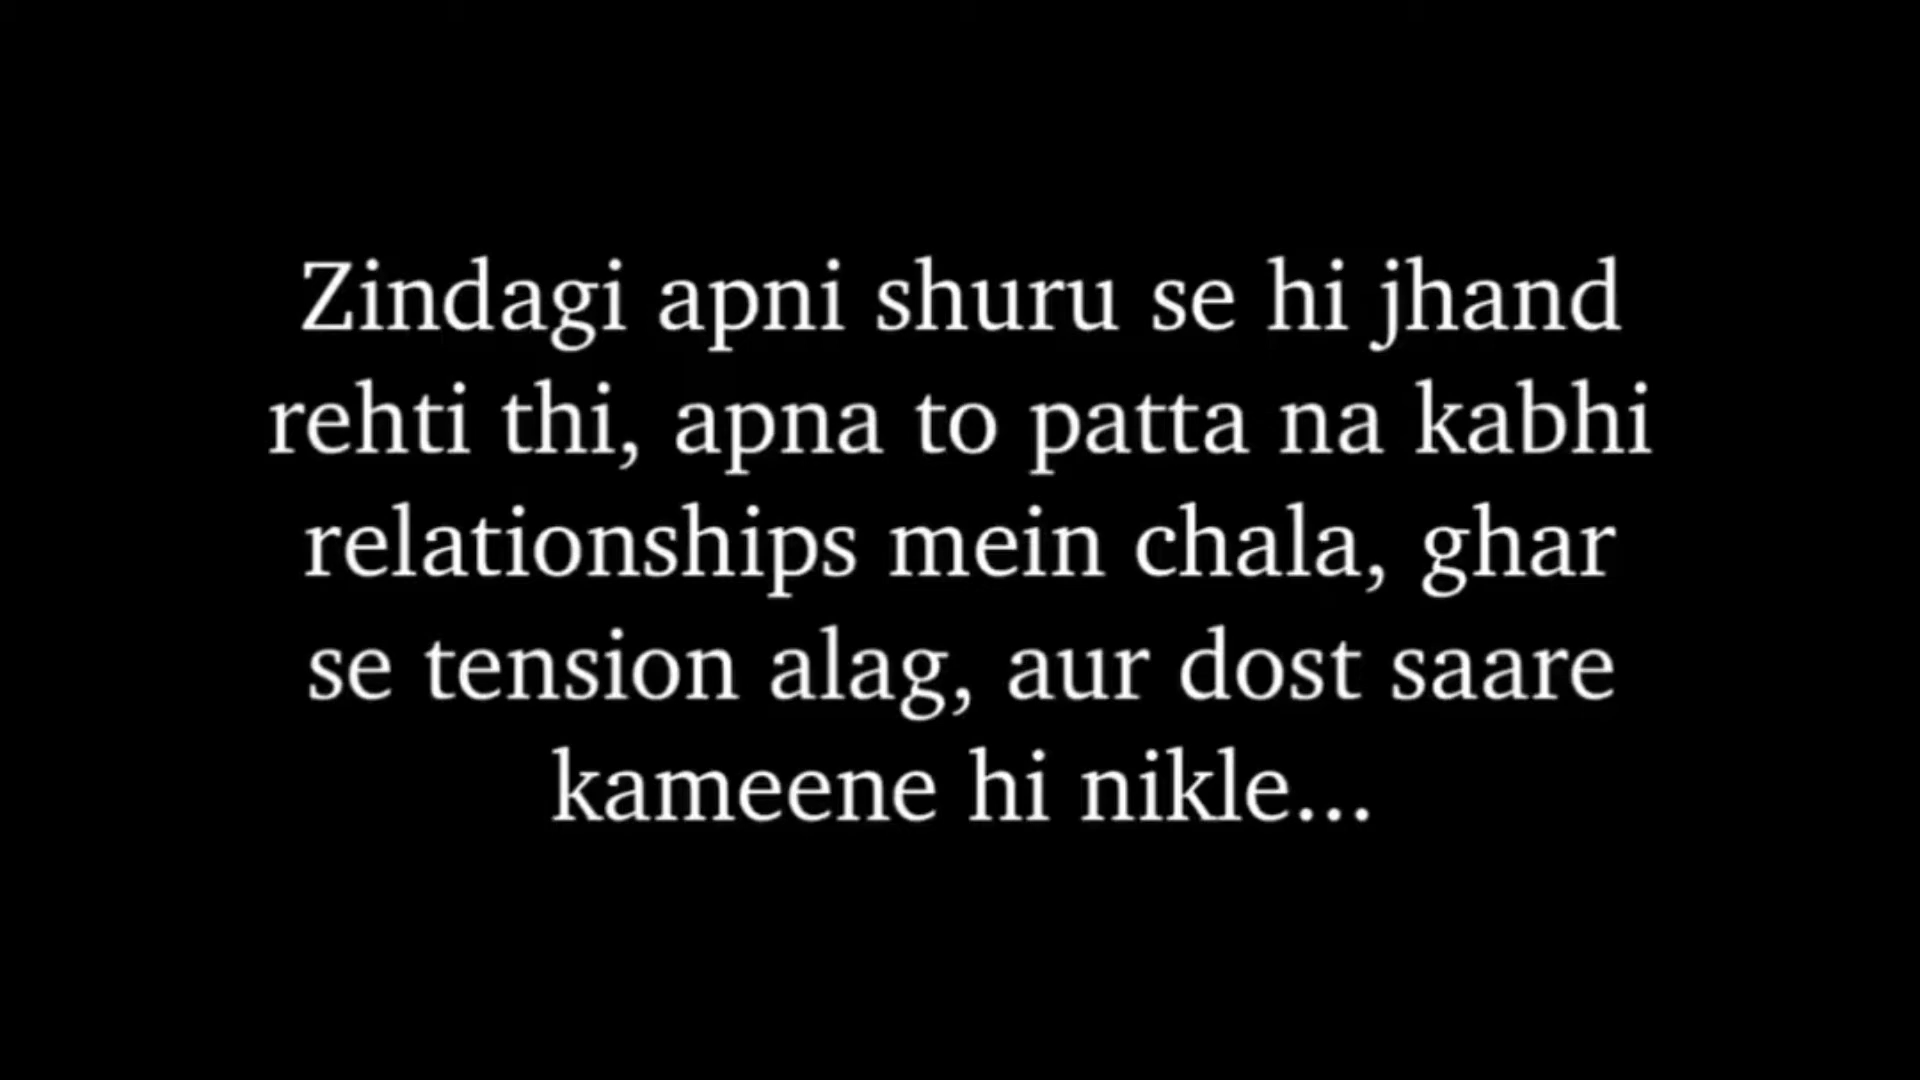 Zindagi apni shuru se hi jhand
rehti thi, apna to patta na kabhi
relationships mein chala, ghar
se tension alag, aur dost saare
kameene hi nikle...